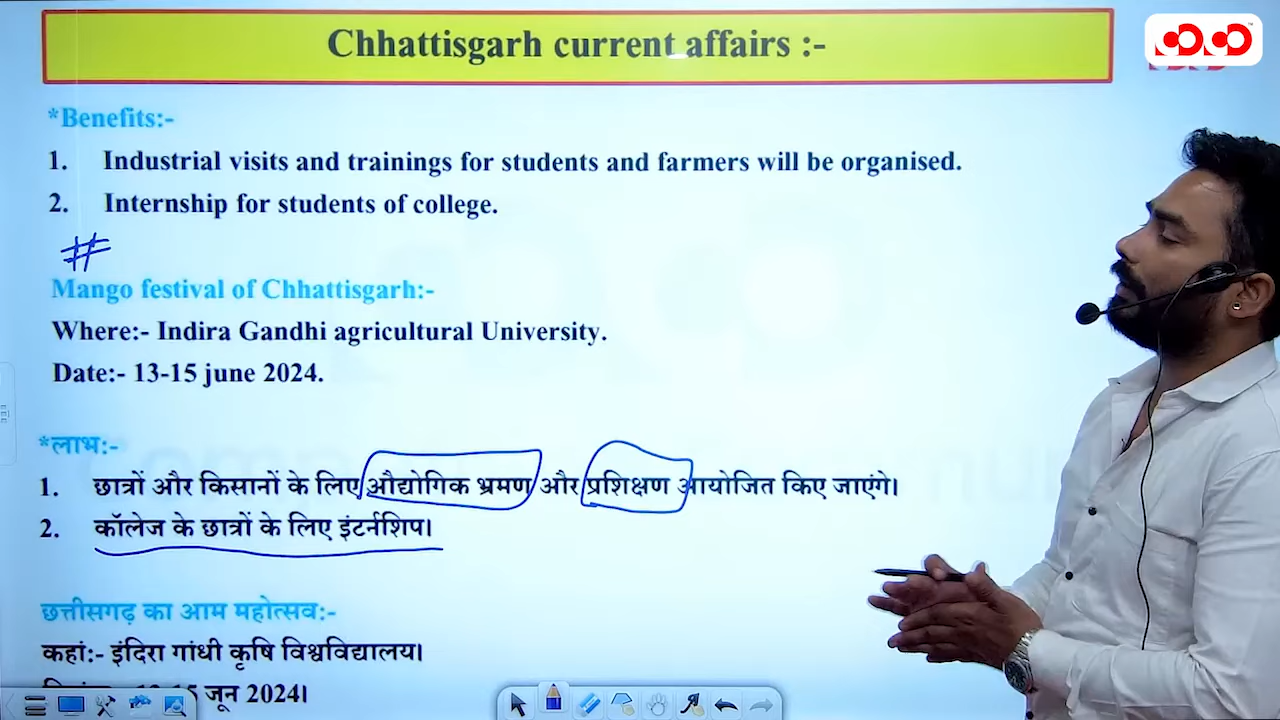 Chhattisgarh current affairs :-
*Benefits:-
1. Industrial visits and trainings for students and farmers will be organised.
2. Internship for students of college.
#
Mango festival of Chhattisgarh:-
Where:- Indira Gandhi agricultural University.
Date:- 13-15 june 2024.
*लाभ:-
1. छात्रों और किसानों के लिए औद्योगिक भ्रमण और प्रशिक्षण आयोजित किए जाएंगे।
2. कॉलेज के छात्रों के लिए इंटर्नशिप।
छत्तीसगढ़ का आम महोत्सव:-
कहां:- इंदिरा गांधी कृषि विश्वविद्यालय।
जून 2024।